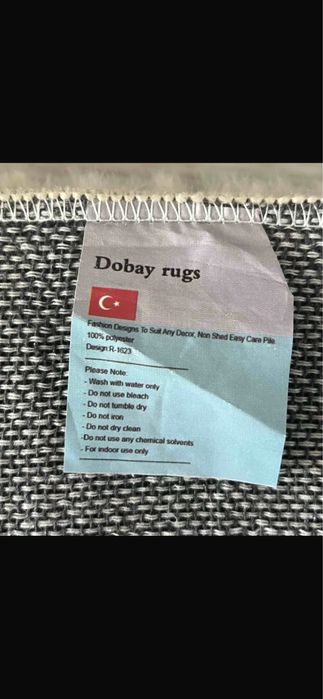 Dobay rugs
Fashion Designs To Suit Any Decor, Non Shed Easy Care Pile
100% polyester
Design:R-1623
Please Note:
- Wash with water only
- Do not use bleach
- Do not tumble dry
- Do not iron
- Do not dry clean
-Do not use any chemical solvents
- For indoor use only